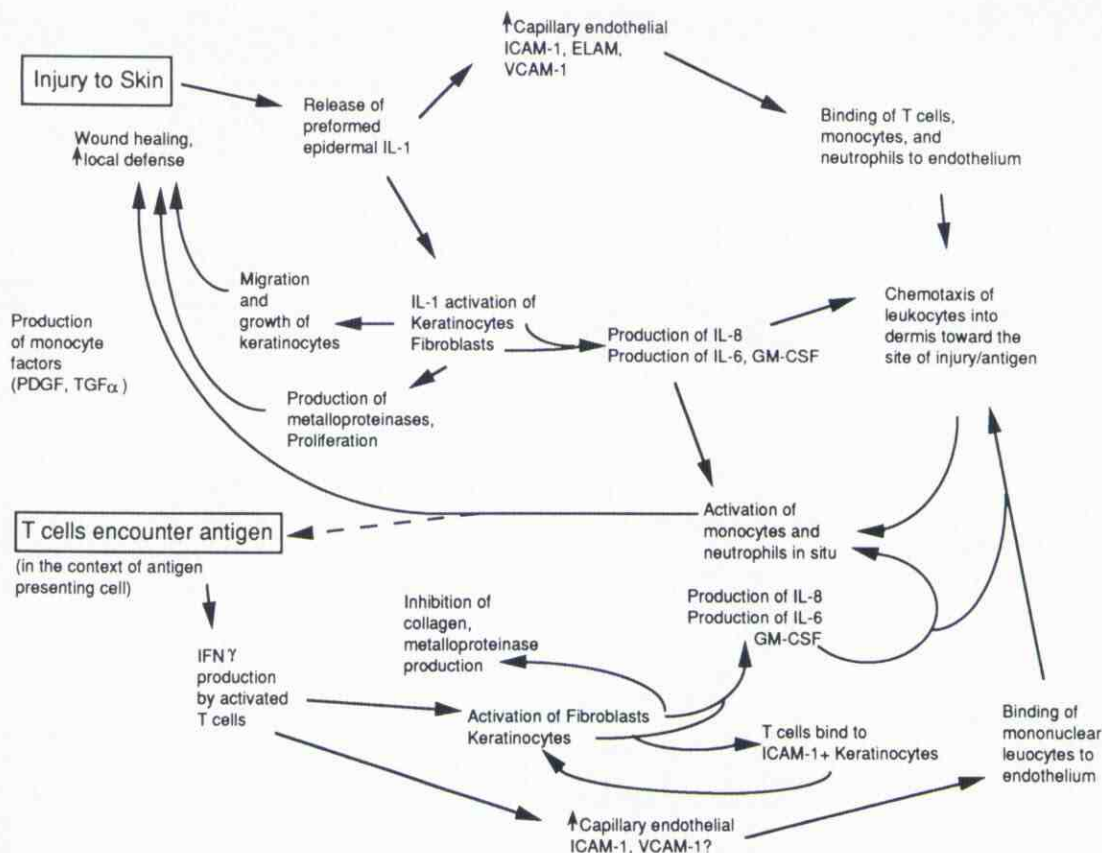 ↑Capillary endothelial
ICAM-1, ELAM,
VCAM-1
Injury to Skin
Release of
preformed
epidermal IL-1
Wound healing,
↑local defense
Binding of T cells,
monocytes, and
neutrophils to endothelium
Migration
and
growth of
keratinocytes
IL-1 activation of
Keratinocytes
Fibroblasts
Production of IL-8
Production of IL-6, GM-CSF
Chemotaxis of
leukocytes into
dermis toward the
site of injury/antigen
Production
of monocyte
factors
(PDGF, TGFα)
Production of
metalloproteinases,
Proliferation
Activation of
monocytes and
neutrophils in situ
T cells encounter antigen
(in the context of antigen
presenting cell)
Inhibition of
collagen,
metalloproteinase
production
Production of IL-8
Production of IL-6
GM-CSF
IFNγ
production
by activated
T cells
Activation of Fibroblasts
Keratinocytes
T cells bind to
ICAM-1+ Keratinocytes
Binding of
mononuclear
leuocytes to
endothelium
↑Capillary endothelial
ICAM-1, VCAM-1?